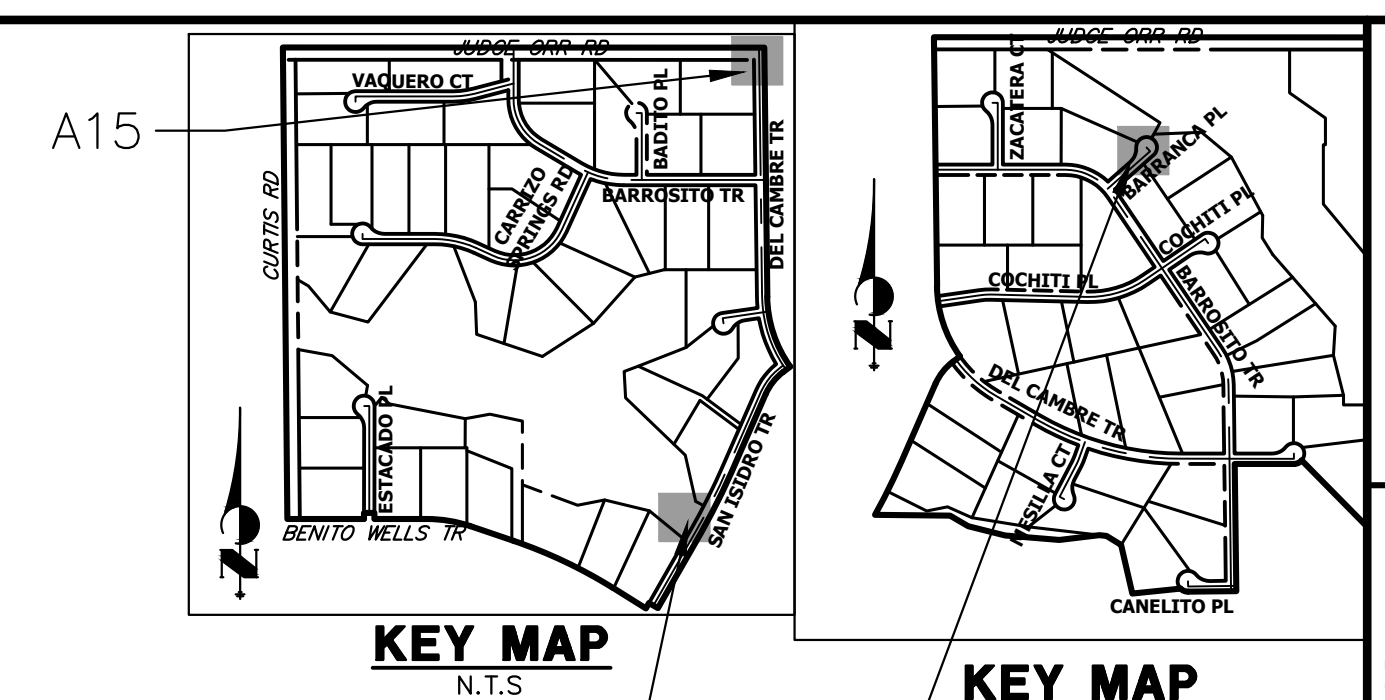 JUDGE ORR RD
VAQUERO CT
A15
BADITO PL
DEL CAMBRE TR
CURTIS RD
CARRIZO
SPRINGS RD
BARROSITO TR
ESTACADO PL
SAN ISIDRO TR
BENITO WELLS TR
N
KEY MAP
N.T.S
JUDGE ORR RD
ZACATERA CT
BARRANCA PL
COCHITI PL
COCHITI PL
BARROSITO TR
DEL CAMBRE TR
MESILLA CT
CANELITO PL
N
KEY MAP